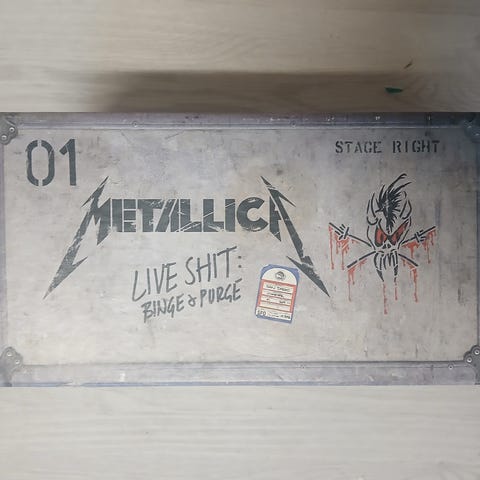 01
STAGE RIGHT
METALLICA
LIVE SHIT:
BINGE & PURGE